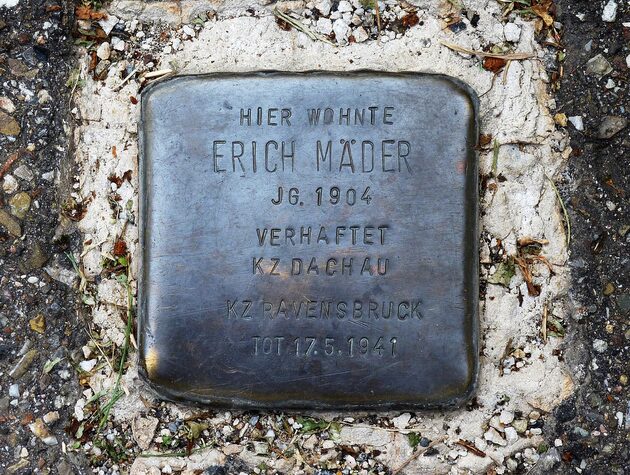 HIER WOHNTE
ERICH MÄDER
JG. 1904
VERHAFTET
KZ DACHAU
KZ RAVENSBRUCK
TOT 17.5.1941